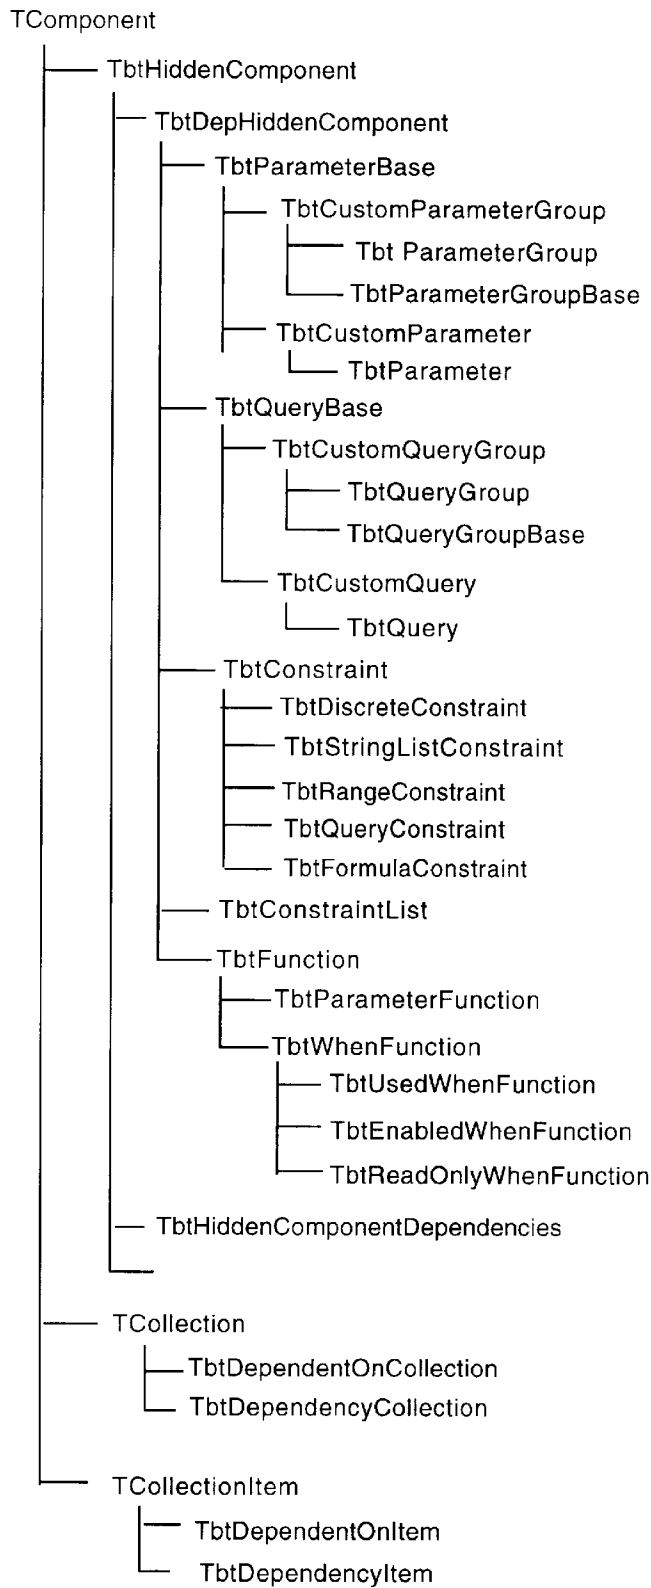 TComponent
TbtHiddenComponent
TbtDepHiddenComponent
TbtParameterBase
TbtCustomParameterGroup
Tbt ParameterGroup
TbtParameterGroupBase
TbtCustomParameter
TbtParameter
TbtQueryBase
TbtCustomQueryGroup
TbtQueryGroup
TbtQueryGroupBase
TbtCustomQuery
TbtQuery
TbtConstraint
TbtDiscreteConstraint
TbtStringListConstraint
TbtRangeConstraint
TbtQueryConstraint
TbtFormulaConstraint
TbtConstraintList
TbtFunction
TbtParameterFunction
TbtWhenFunction
TbtUsedWhenFunction
TbtEnabledWhenFunction
TbtReadOnlyWhenFunction
TbtHiddenComponentDependencies
TCollection
TbtDependentOnCollection
TbtDependencyCollection
TCollectionItem
TbtDependentOnItem
TbtDependencyItem